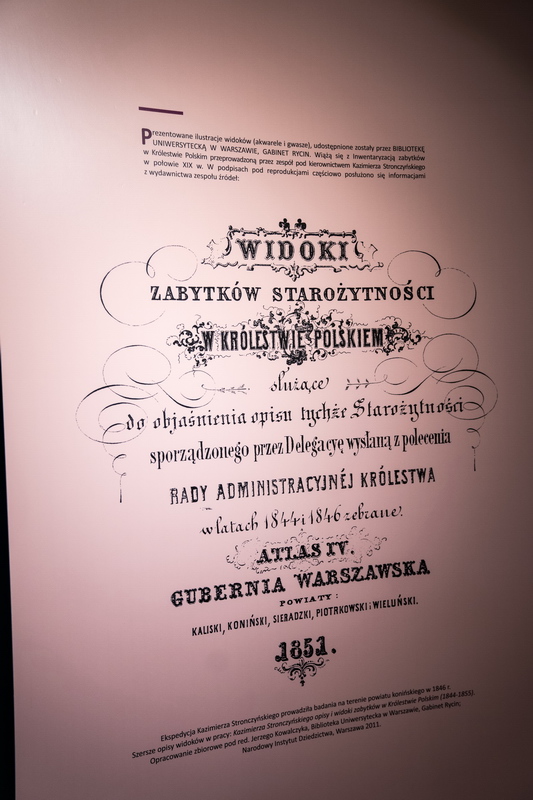 Prezentowane ilustracje widoków (akwarele i gwasze), udostępnione zostały przez BIBLIOTEKĘ
UNIWERSYTECKĄ W WARSZAWIE, GABINET RYCIN. Wiążą się z inwentaryzacją zabytków
w Królestwie Polskim przeprowadzoną przez zespół pod kierownictwem Kazimierza Stronczyńskiego
w połowie XIX w. W podpisach pod reprodukcjami częściowo posłużono się informacjami
z wydawnictwa zespołu źródeł:
WIDOKI
ZABYTKÓW STAROŻYTNOŚCI
W KRÓLESTWIE POLSKIEM
służące
do objaśnienia opisu tychże Starożytności
sporządzonego przez Delegacyę wysłaną z polecenia
RADY ADMINISTRACYJNÉJ KRÓLESTWA
w latach 1844 i 1846 zebrane.
ATLAS IV.
GUBERNIA WARSZAWSKA
POWIATY:
KALISKI, KONIŃSKI, SIERADZKI, PIOTRKOWSKI i WIELUŃSKI.
1851.
Ekspedycja Kazimierza Stronczyńskiego prowadziła badania na terenie powiatu konińskiego w 1846 r.
Szersze opisy widoków w pracy: Kazimierza Stronczyńskiego opisy i widoki zabytków w Królestwie Polskim (1844-1855).
Opracowanie zbiorowe pod red. Jerzego Kowalczyka, Biblioteka Uniwersytecka w Warszawie, Gabinet Rycin;
Narodowy Instytut Dziedzictwa, Warszawa 2011.